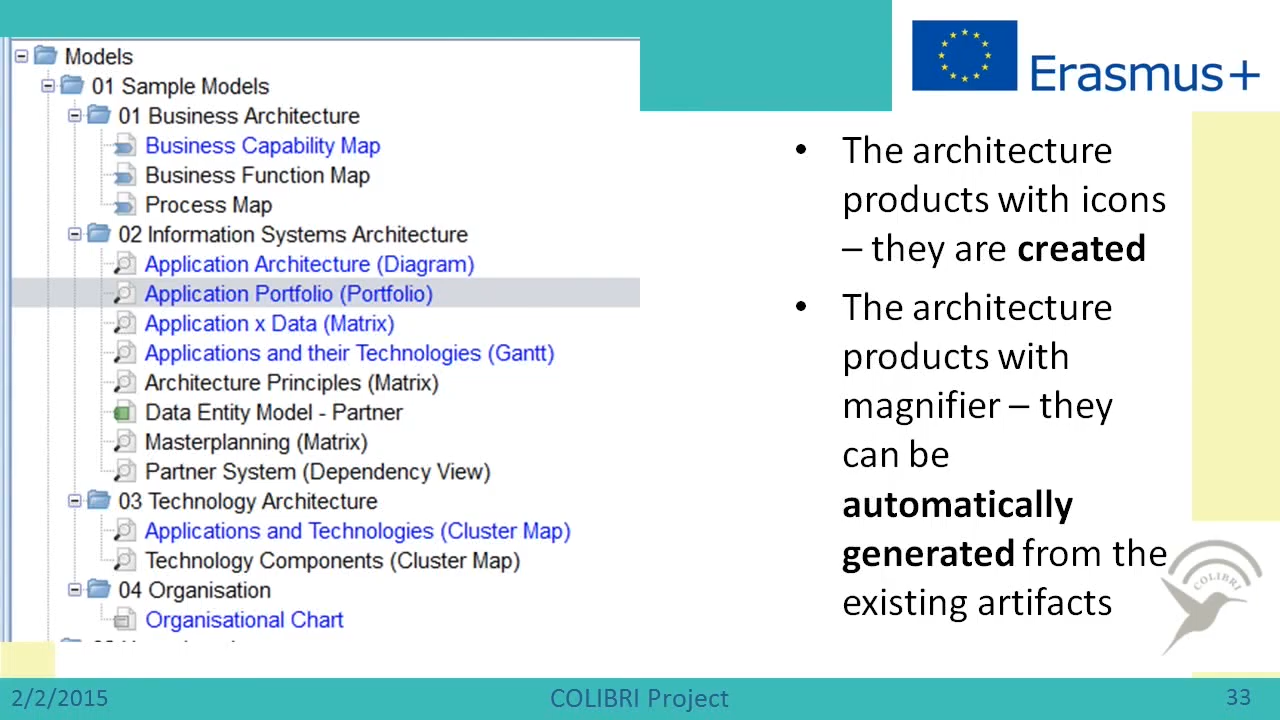 Models
01 Sample Models
01 Business Architecture
Business Capability Map
Business Function Map
Process Map
02 Information Systems Architecture
Application Architecture (Diagram)
Application Portfolio (Portfolio)
Application x Data (Matrix)
Applications and their Technologies (Gantt)
Architecture Principles (Matrix)
Data Entity Model - Partner
Masterplanning (Matrix)
Partner System (Dependency View)
03 Technology Architecture
Applications and Technologies (Cluster Map)
Technology Components (Cluster Map)
04 Organisation
Organisational Chart
Erasmus+
• The architecture
products with icons
– they are created
• The architecture
products with
magnifier – they
can be
automatically
generated from the
existing artifacts
COLIBRI
2/2/2015
COLIBRI Project
33